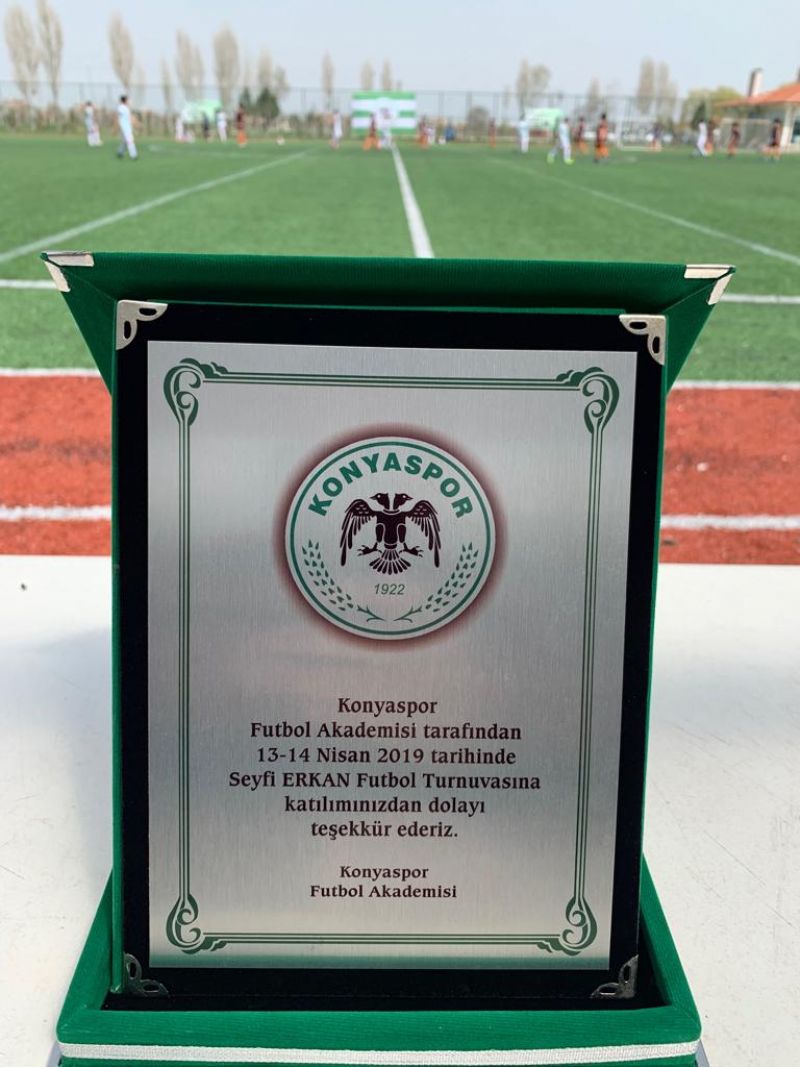 KONYASPOR
1922
Konyaspor
Futbol Akademisi tarafından
13-14 Nisan 2019 tarihinde
Seyfi ERKAN Futbol Turnuvasına
katılımınızdan dolayı
teşekkür ederiz.
Konyaspor
Futbol Akademisi